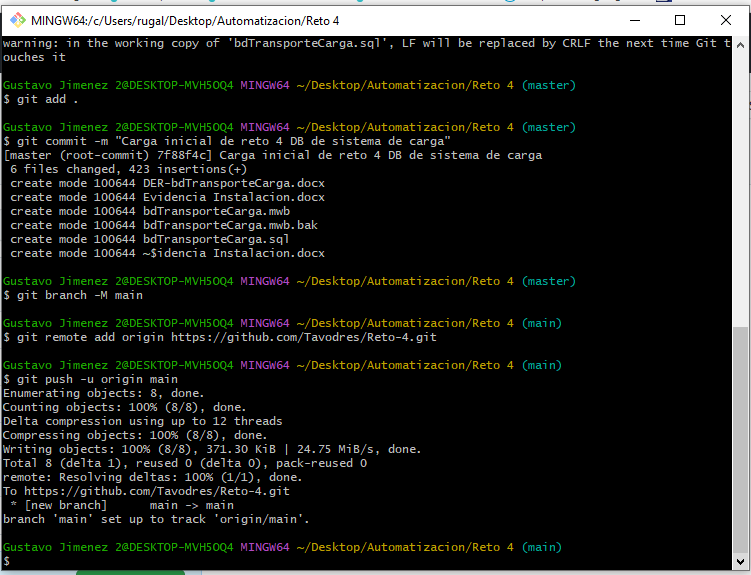 MINGW64:/c/Users/rugal/Desktop/Automatizacion/Reto 4
warning: in the working copy of 'bdTransporteCarga.sql', LF will be replaced by CRLF the next time Git t
ouches it
Gustavo Jimenez 2@DESKTOP-MVH5OQ4 MINGW64 ~/Desktop/Automatizacion/Reto 4 (master)
$ git add .
Gustavo Jimenez 2@DESKTOP-MVH5OQ4 MINGW64 ~/Desktop/Automatizacion/Reto 4 (master)
$ git commit -m "Carga inicial de reto 4 DB de sistema de carga"
[master (root-commit) 7f88f4c] Carga inicial de reto 4 DB de sistema de carga
 6 files changed, 423 insertions(+)
 create mode 100644 DER-bdTransporteCarga.docx
 create mode 100644 Evidencia Instalacion.docx
 create mode 100644 bdTransporteCarga.mwb
 create mode 100644 bdTransporteCarga.mwb.bak
 create mode 100644 bdTransporteCarga.sql
 create mode 100644 ~$idencia Instalacion.docx
Gustavo Jimenez 2@DESKTOP-MVH5OQ4 MINGW64 ~/Desktop/Automatizacion/Reto 4 (master)
$ git branch -M main
Gustavo Jimenez 2@DESKTOP-MVH5OQ4 MINGW64 ~/Desktop/Automatizacion/Reto 4 (main)
$ git remote add origin https://github.com/Tavodres/Reto-4.git
Gustavo Jimenez 2@DESKTOP-MVH5OQ4 MINGW64 ~/Desktop/Automatizacion/Reto 4 (main)
$ git push -u origin main
Enumerating objects: 8, done.
Counting objects: 100% (8/8), done.
Delta compression using up to 12 threads
Compressing objects: 100% (8/8), done.
Writing objects: 100% (8/8), 371.30 KiB | 24.75 MiB/s, done.
Total 8 (delta 1), reused 0 (delta 0), pack-reused 0
remote: Resolving deltas: 100% (1/1), done.
To https://github.com/Tavodres/Reto-4.git
 * [new branch]      main -> main
branch 'main' set up to track 'origin/main'.
Gustavo Jimenez 2@DESKTOP-MVH5OQ4 MINGW64 ~/Desktop/Automatizacion/Reto 4 (main)
$